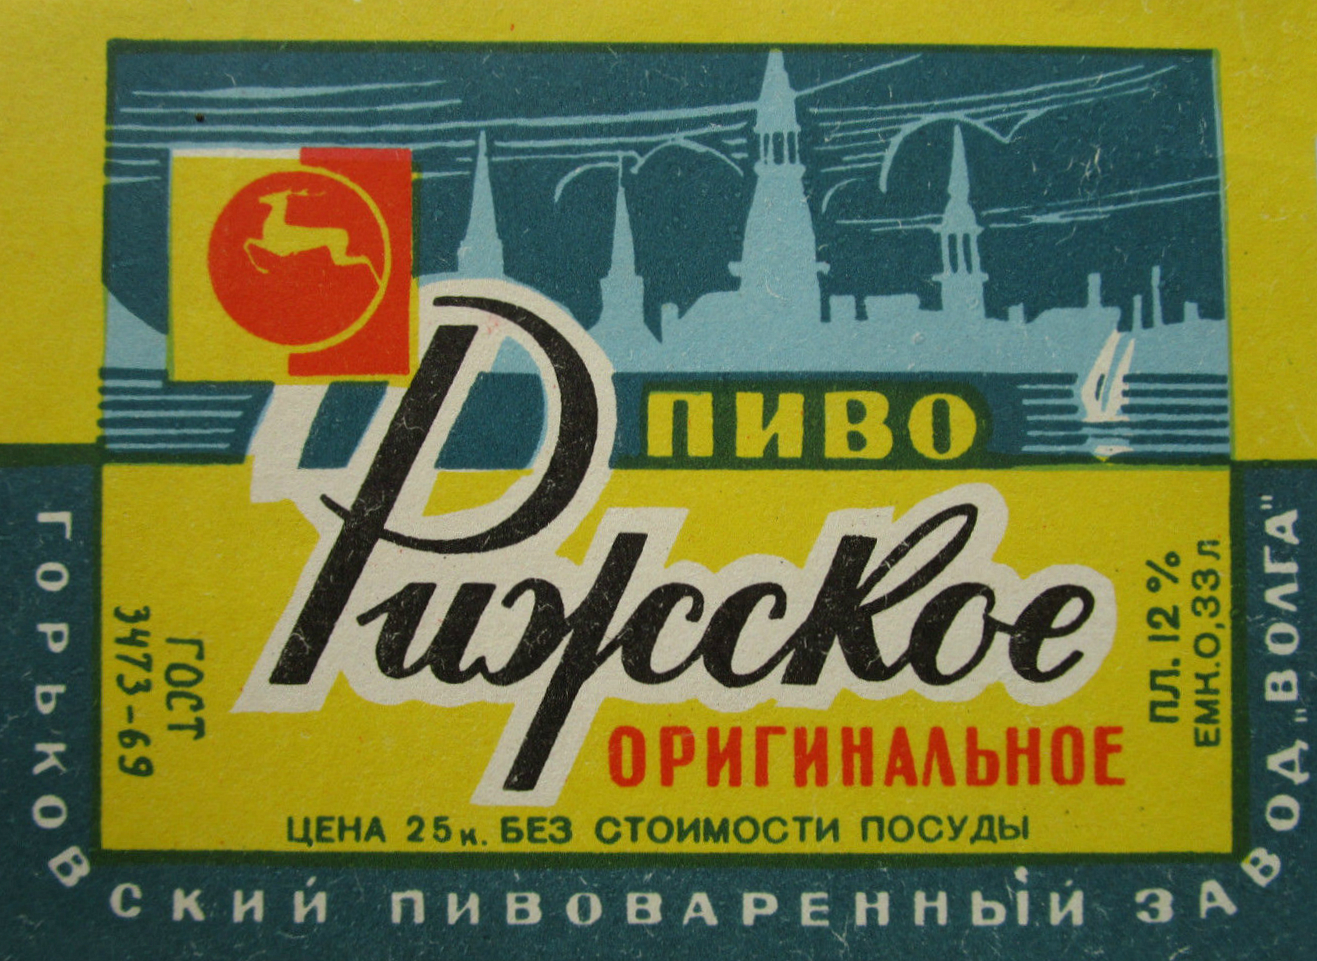 ПИВО
Рижское
ОРИГИНАЛЬНОЕ
ЦЕНА 25 к. БЕЗ СТОИМОСТИ ПОСУДЫ
ГОСТ
3473-69
ПЛ. 12 %
ЕМК. 0,33 л
ГОРЬКОВСКИЙ ПИВОВАРЕННЫЙ ЗАВОД „ВОЛГА"